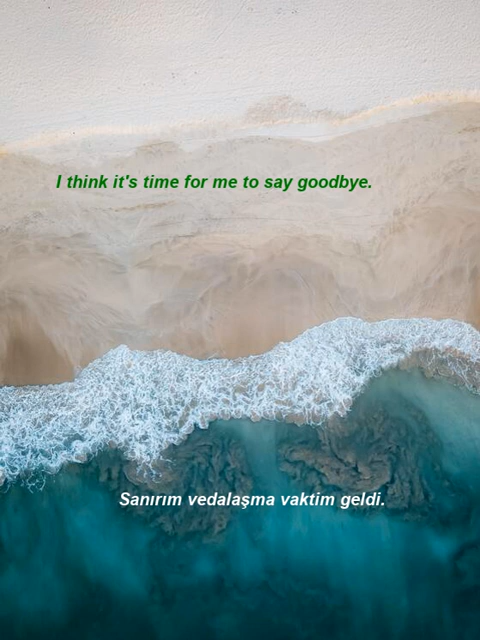 I think it's time for me to say goodbye.
Sanırım vedalaşma vaktim geldi.